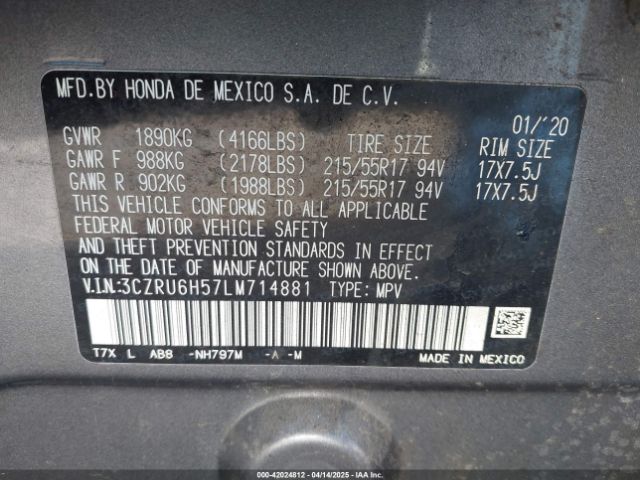 MFD.BY HONDA DE MEXICO S.A. DE C.V.
01/'20
GVWR 1890KG (4166LBS) TIRE SIZE RIM SIZE
GAWR F 988KG (2178LBS) 215/55R17 94V 17X7.5J
GAWR R 902KG (1988LBS) 215/55R17 94V 17X7.5J
THIS VEHICLE CONFORMS TO ALL APPLICABLE
FEDERAL MOTOR VEHICLE SAFETY
AND THEFT PREVENTION STANDARDS IN EFFECT
ON THE DATE OF MANUFACTURE SHOWN ABOVE.
V.I.N.:3CZRU6H57LM714881 TYPE: MPV
T7X L AB8 -NH797M -A -M MADE IN MEXICO
000-42024812 - 04/14/2025 - IAAI.COM